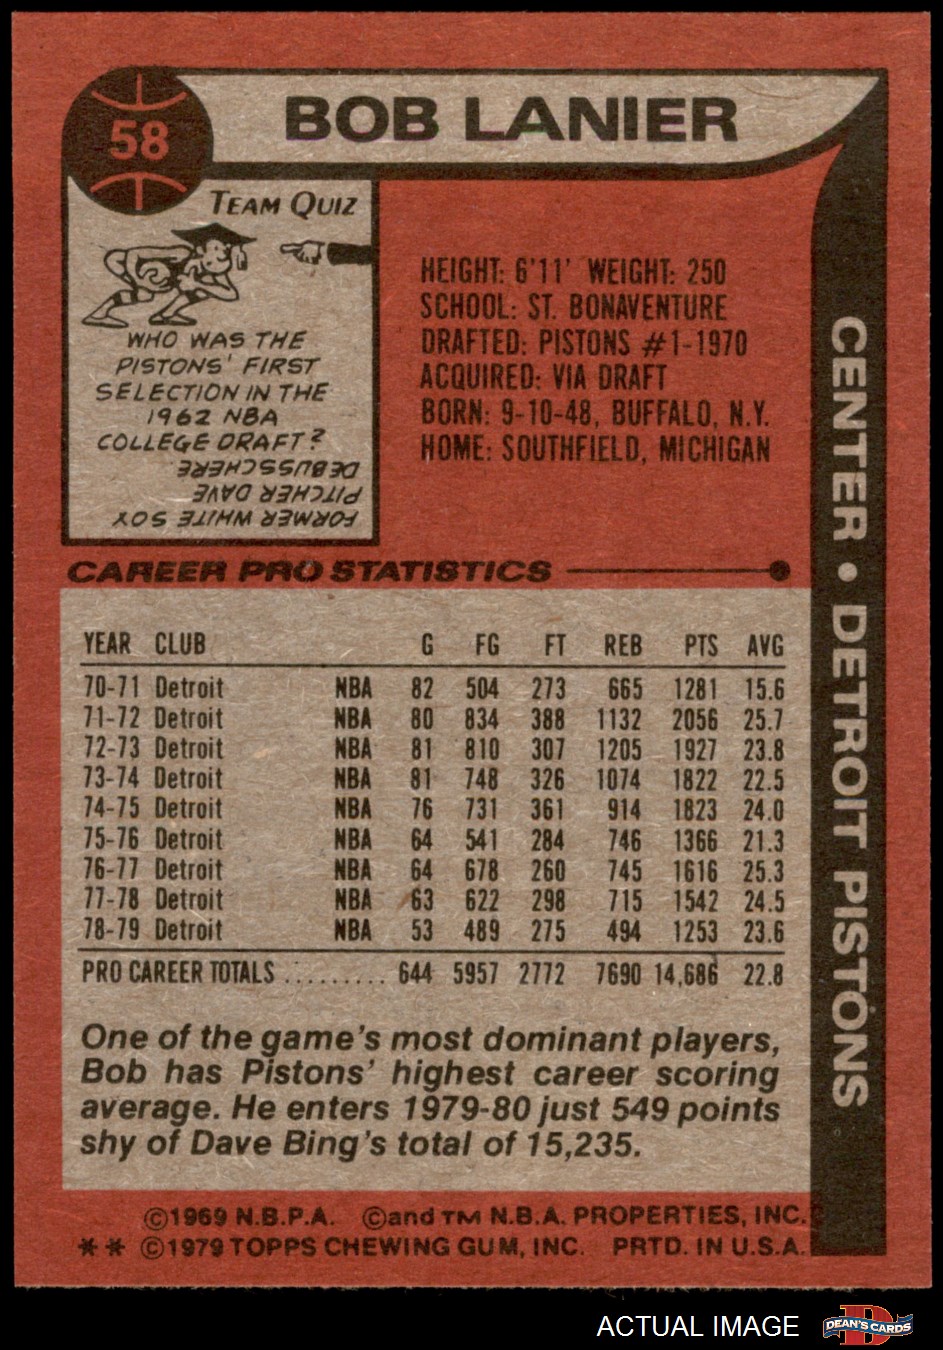 58
BOB LANIER
TEAM QUIZ
WHO WAS THE
PISTONS' FIRST
SELECTION IN THE
1962 NBA
COLLEGE DRAFT?
FORMER WHITE SOX
PITCHER DAVE
DEBUSSCHERE
HEIGHT: 6'11' WEIGHT: 250
SCHOOL: ST. BONAVENTURE
DRAFTED: PISTONS #1-1970
ACQUIRED: VIA DRAFT
BORN: 9-10-48, BUFFALO, N.Y.
HOME: SOUTHFIELD, MICHIGAN
CENTER • DETROIT PISTONS
CAREER PRO STATISTICS
YEAR CLUB G FG FT REB PTS AVG
70-71 Detroit NBA 82 504 273 665 1281 15.6
71-72 Detroit NBA 80 834 388 1132 2056 25.7
72-73 Detroit NBA 81 810 307 1205 1927 23.8
73-74 Detroit NBA 81 748 326 1074 1822 22.5
74-75 Detroit NBA 76 731 361 914 1823 24.0
75-76 Detroit NBA 64 541 284 746 1366 21.3
76-77 Detroit NBA 64 678 260 745 1616 25.3
77-78 Detroit NBA 63 622 298 715 1542 24.5
78-79 Detroit NBA 53 489 275 494 1253 23.6
PRO CAREER TOTALS ......... 644 5957 2772 7690 14,686 22.8
One of the game's most dominant players,
Bob has Pistons' highest career scoring
average. He enters 1979-80 just 549 points
shy of Dave Bing's total of 15,235.
©1969 N.B.P.A. ©and TM N.B.A. PROPERTIES, INC.
** ©1979 TOPPS CHEWING GUM, INC. PRTD. IN U.S.A.
ACTUAL IMAGE
DEAN'S CARDS